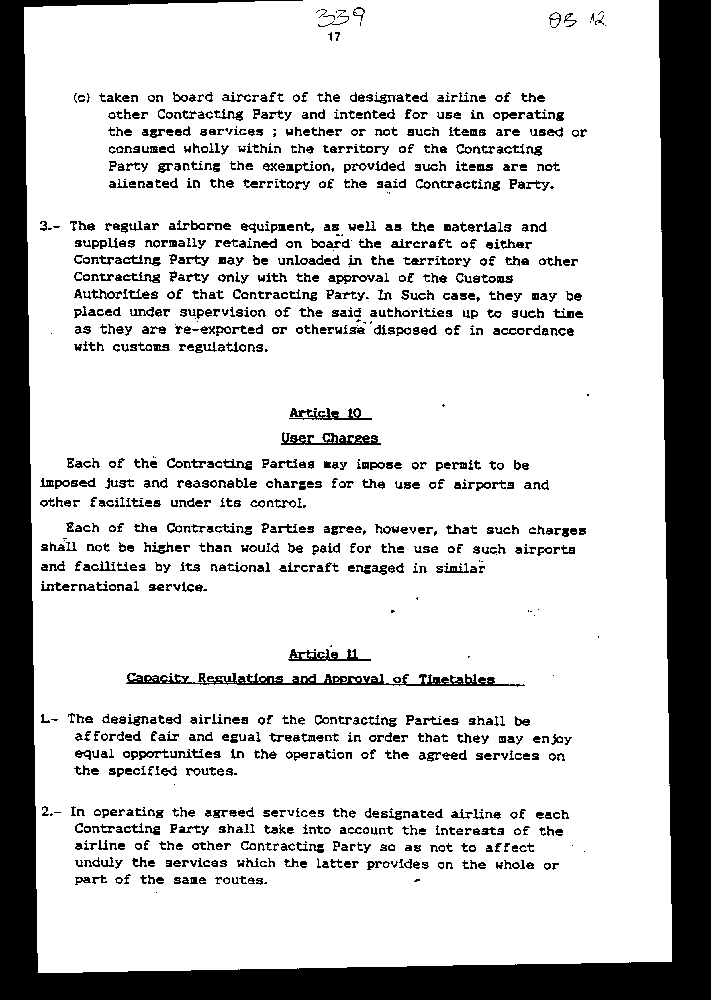 339
17
(c) taken on board aircraft of the designated airline of the
other Contracting Party and intented for use in operating
the agreed services ; whether or not such items are used or
consumed wholly within the territory of the Contracting
Party granting the exemption, provided such items are not
alienated in the territory of the said Contracting Party.
3.- The regular airborne equipment, as well as the materials and
supplies normally retained on board the aircraft of either
Contracting Party may be unloaded in the territory of the other
Contracting Party only with the approval of the Customs
Authorities of that Contracting Party. In Such case, they may be
placed under supervision of the said authorities up to such time
as they are re-exported or otherwise disposed of in accordance
with customs regulations.
Article 10
User Charges
Each of the Contracting Parties may impose or permit to be
imposed just and reasonable charges for the use of airports and
other facilities under its control.
Each of the Contracting Parties agree, however, that such charges
shall not be higher than would be paid for the use of such airports
and facilities by its national aircraft engaged in similar
international service.
Article 11
Capacity Regulations and Approval of Timetables
1.- The designated airlines of the Contracting Parties shall be
afforded fair and egual treatment in order that they may enjoy
equal opportunities in the operation of the agreed services on
the specified routes.
2.- In operating the agreed services the designated airline of each
Contracting Party shall take into account the interests of the
airline of the other Contracting Party so as not to affect
unduly the services which the latter provides on the whole or
part of the same routes.